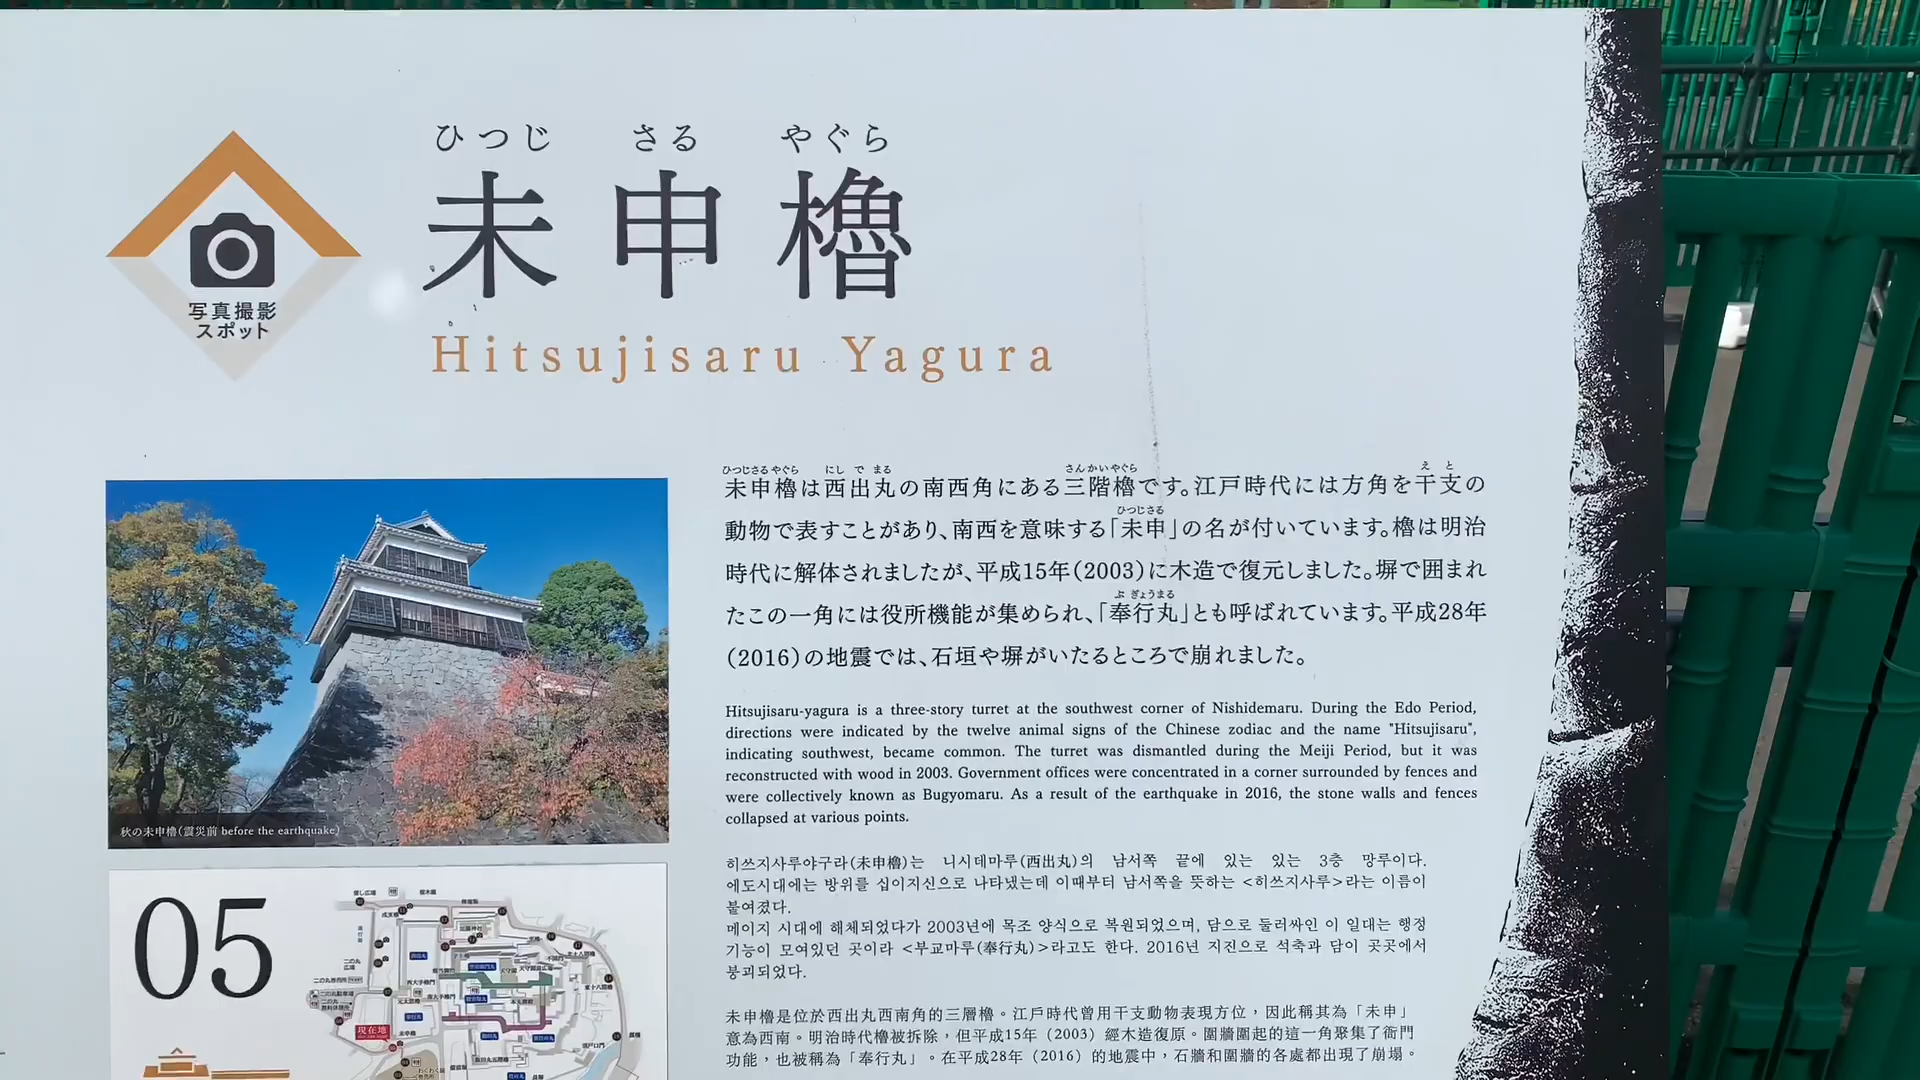 ひつじ さる やぐら
未申櫓
Hitsujisaru Yagura
写真撮影
スポット
ひつじさるやぐら にしでまる さんかいやぐら えと
未申櫓は西出丸の南西角にある三階櫓です。江戸時代には方角を干支の
ひつじさる
動物で表すことがあり、南西を意味する「未申」の名が付いています。櫓は明治
時代に解体されましたが、平成15年(2003)に木造で復元しました。塀で囲まれ
ぶぎょうまる
たこの一角には役所機能が集められ、「奉行丸」とも呼ばれています。平成28年
(2016)の地震では、石垣や塀がいたるところで崩れました。
Hitsujisaru-yagura is a three-story turret at the southwest corner of Nishidemaru. During the Edo Period,
directions were indicated by the twelve animal signs of the Chinese zodiac and the name "Hitsujisaru",
indicating southwest, became common. The turret was dismantled during the Meiji Period, but it was
reconstructed with wood in 2003. Government offices were concentrated in a corner surrounded by fences and
were collectively known as Bugyomaru. As a result of the earthquake in 2016, the stone walls and fences
collapsed at various points.
히쓰지사루야구라(未申櫓)는 니시데마루(西出丸)의 남서쪽 끝에 있는 있는 3층 망루이다.
에도시대에는 방위를 십이지신으로 나타냈는데 이때부터 남서쪽을 뜻하는 <히쓰지사루>라는 이름이
붙여졌다.
메이지 시대에 해체되었다가 2003년에 목조 양식으로 복원되었으며, 담으로 둘러싸인 이 일대는 행정
기능이 모여있던 곳이라 <부교마루(奉行丸)>라고도 한다. 2016년 지진으로 석축과 담이 곳곳에서
붕괴되었다.
未申櫓是位於西出丸西南角的三層櫓。江戶時代曾用干支動物表現方位，因此稱其為「未申」
意為西南。明治時代櫓被拆除，但平成15年（2003）經木造復原。圍牆圍起的這一角聚集了衙門
功能，也被稱為「奉行丸」。在平成28年（2016）的地震中，石牆和圍牆的各處都出現了崩塌。
秋の未申櫓(震災前 before the earthquake)
05
現在地